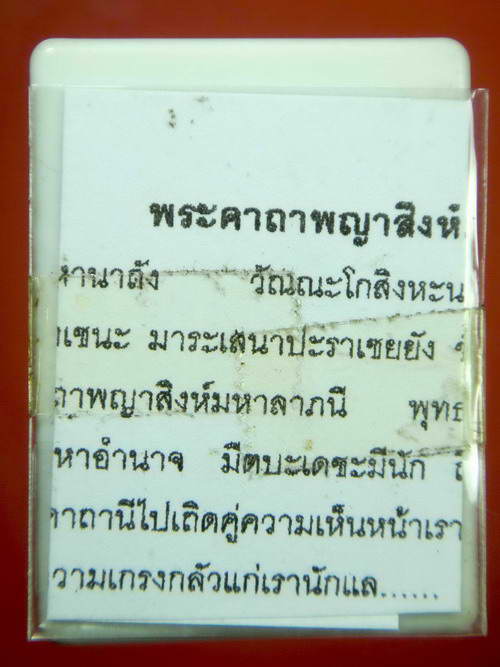 พระคาถาพญาสิงห์
หานาถัง วัณณะโกสิงหะน
เชนะ มาระเสนาปะราเชยยัง
ถาพญาสิงห์มหาลาภนี พุทธ
หาอำนาจ มีตบะเดชะมีนัก
คาถานีไปเถิดคู่ความเห็นหน้าเรา
วามเกรงกลัวแก่เรานักแล......